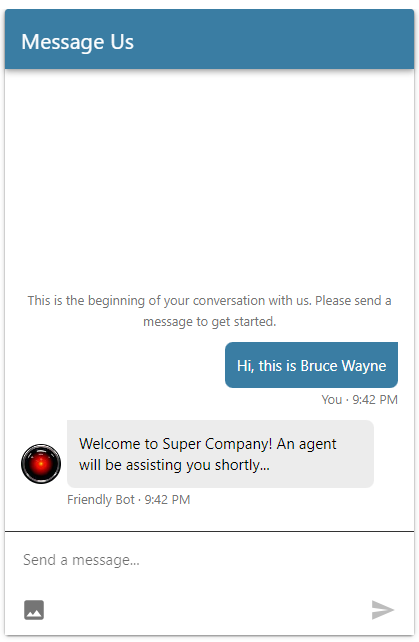 Message Us
This is the beginning of your conversation with us. Please send a
message to get started.
Hi, this is Bruce Wayne
You · 9:42 PM
Welcome to Super Company! An agent
will be assisting you shortly...
Friendly Bot · 9:42 PM
Send a message...